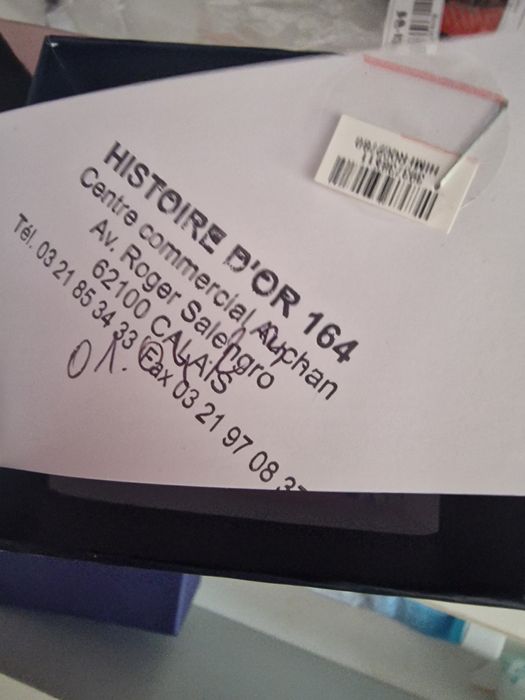 HISTOIRE D'OR 164
Centre commercial Auchan
Av. Roger Salengro
62100 CALAIS
Tél. 03 21 85 34 33 Fax 03 21 97 08
01.